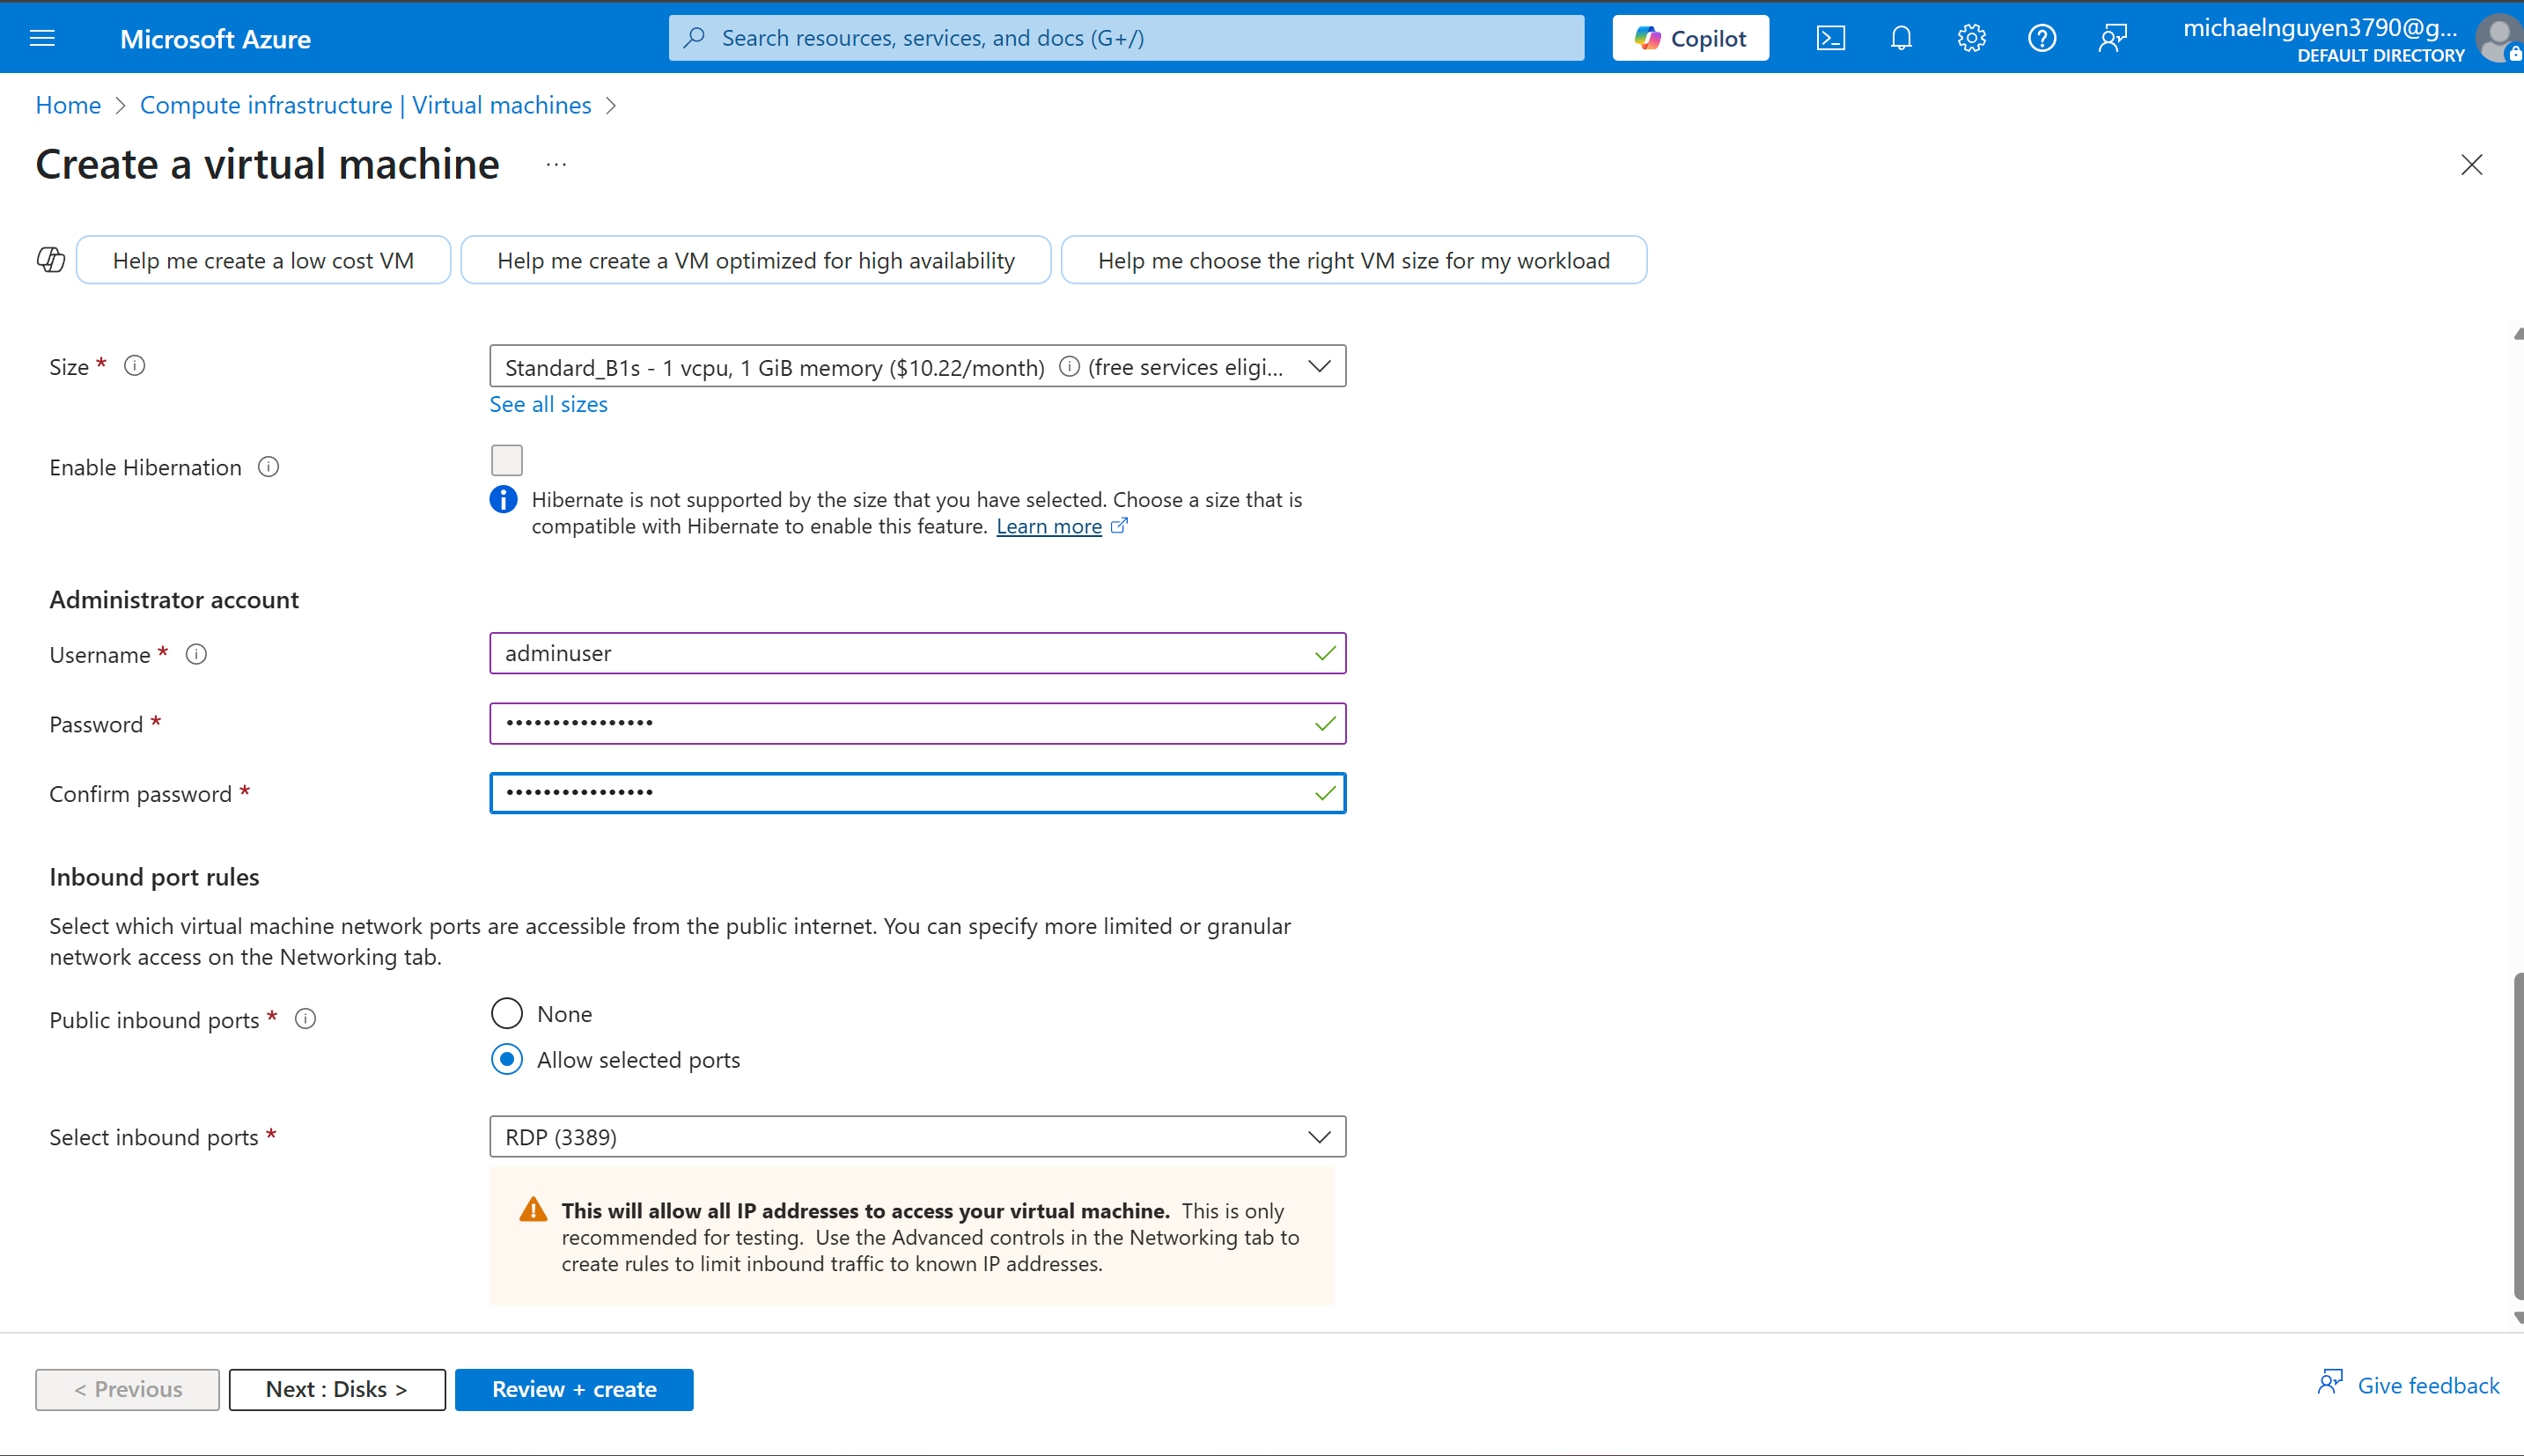 Microsoft Azure
Search resources, services, and docs (G+/)
Copilot
michaelnguyen3790@g...
DEFAULT DIRECTORY
Home > Compute infrastructure | Virtual machines >
Create a virtual machine ...
Help me create a low cost VM
Help me create a VM optimized for high availability
Help me choose the right VM size for my workload
Size *
Standard_B1s - 1 vcpu, 1 GiB memory ($10.22/month) (free services eligi...
See all sizes
Enable Hibernation
Hibernate is not supported by the size that you have selected. Choose a size that is
compatible with Hibernate to enable this feature. Learn more
Administrator account
Username *
adminuser
Password *
••••••••••••••••
Confirm password *
••••••••••••••••
Inbound port rules
Select which virtual machine network ports are accessible from the public internet. You can specify more limited or granular
network access on the Networking tab.
Public inbound ports *
None
Allow selected ports
Select inbound ports *
RDP (3389)
This will allow all IP addresses to access your virtual machine. This is only
recommended for testing. Use the Advanced controls in the Networking tab to
create rules to limit inbound traffic to known IP addresses.
< Previous
Next : Disks >
Review + create
Give feedback